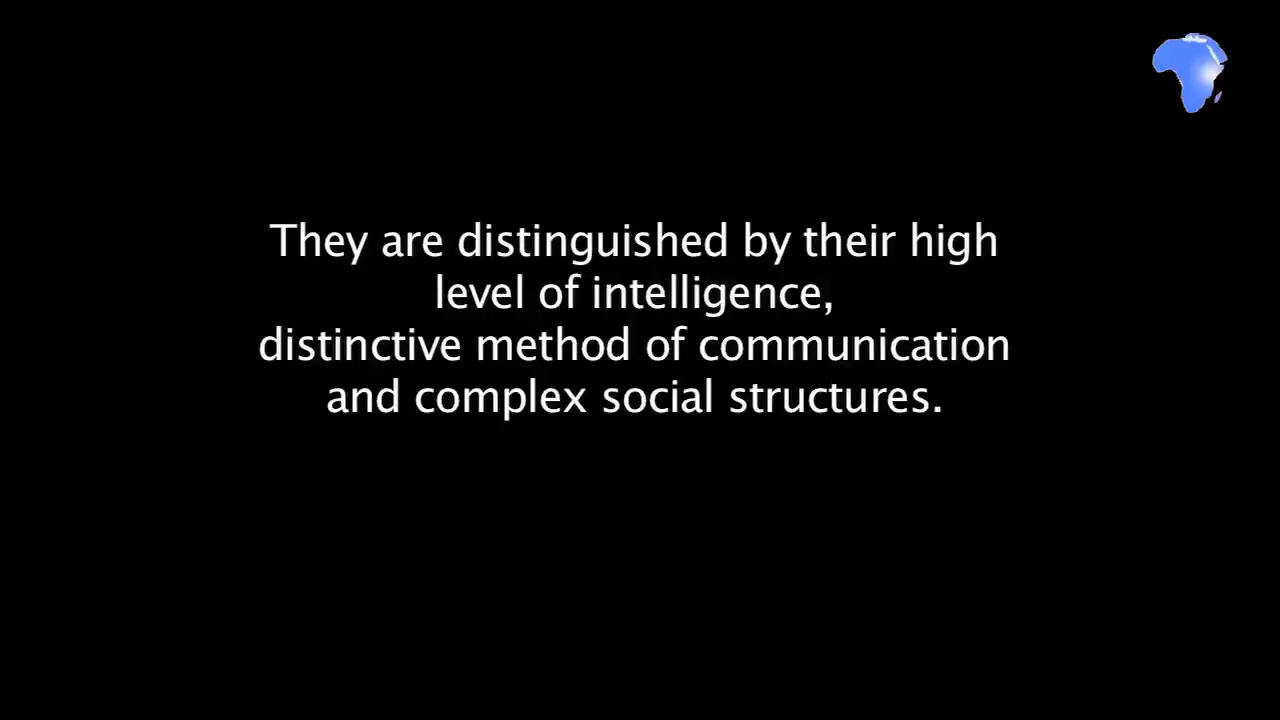 They are distinguished by their high
level of intelligence,
distinctive method of communication
and complex social structures.